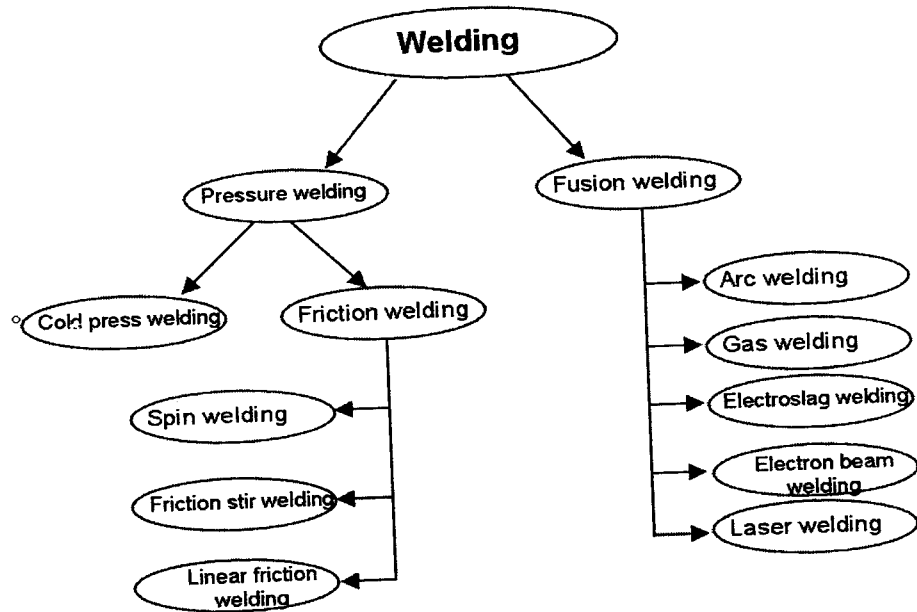 Welding
Pressure welding
Fusion welding
Cold press welding
Friction welding
Spin welding
Friction stir welding
Linear friction
welding
Arc welding
Gas welding
Electroslag welding
Electron beam
welding
Laser welding